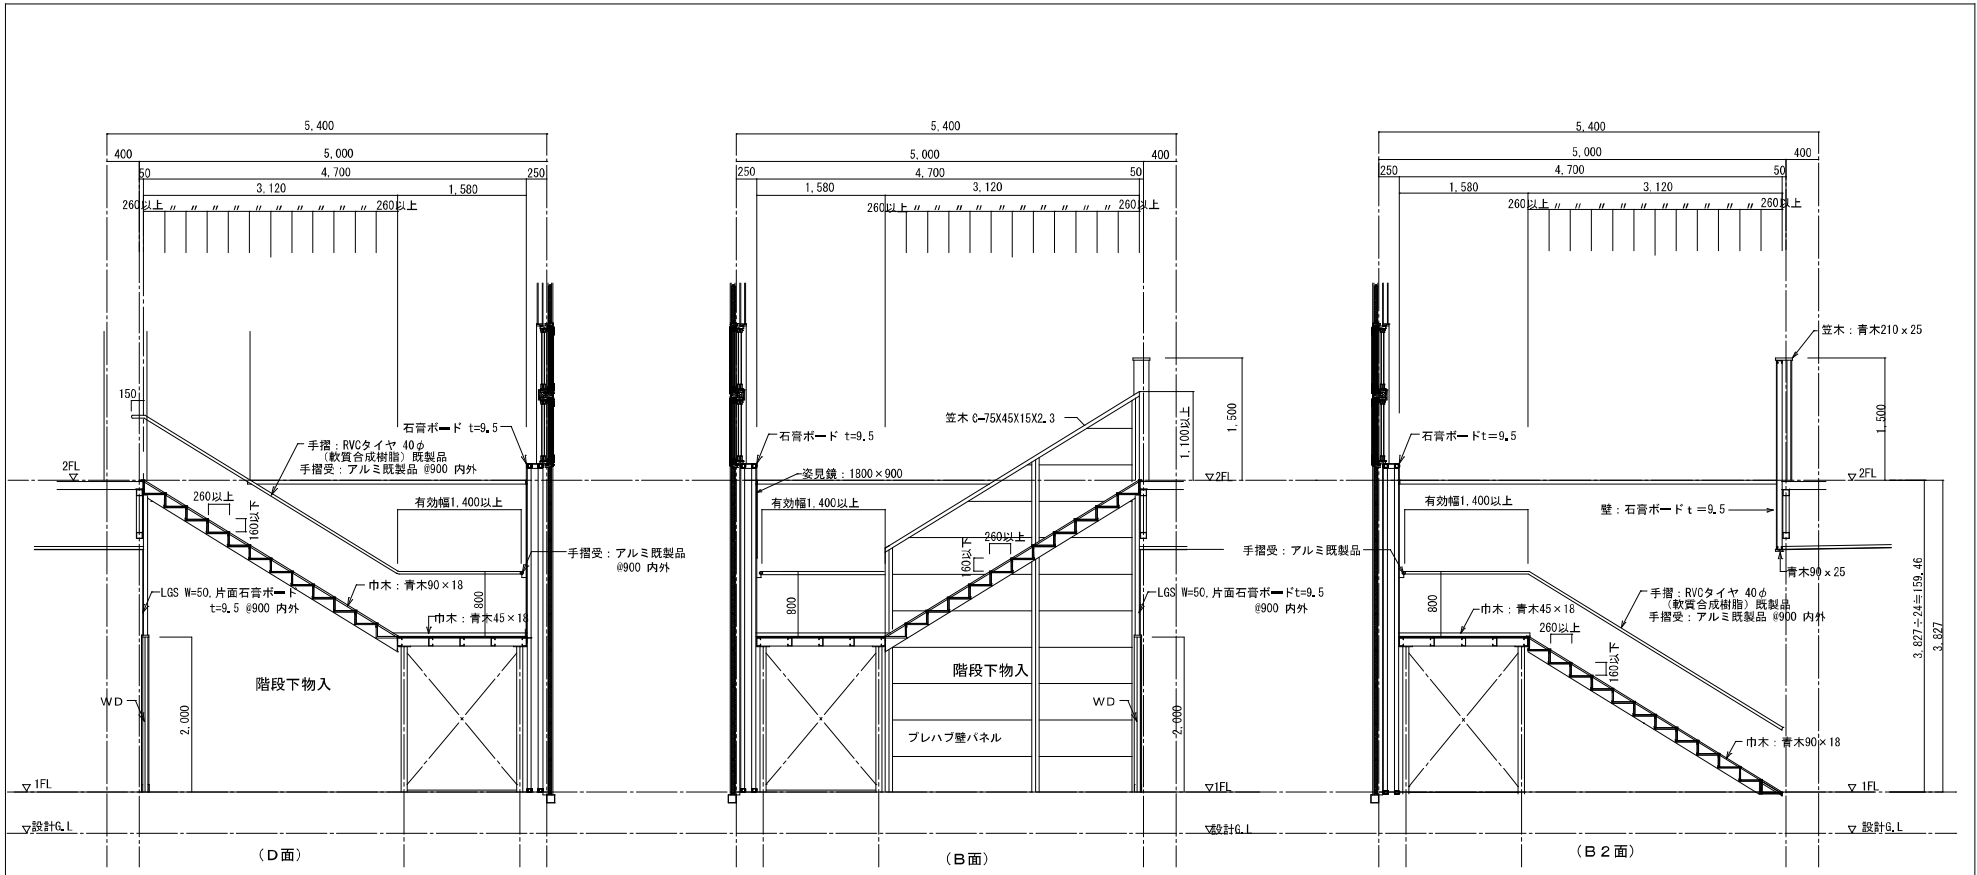 5,400
400
5,000
50
4,700
250
3,120
1,580
260以上 〃 〃 〃 〃 〃 〃 〃 〃 〃 〃 260以上
150
石膏ボード t=9.5
手摺：RVCタイヤ 40φ
（軟質合成樹脂）既製品
手摺受：アルミ既製品 @900 内外
2FL
260以上
160以下
有効幅1,400以上
手摺受：アルミ既製品
@900 内外
LGS W=50, 片面石膏ボード
t=9.5 @900 内外
巾木：青木90×18
800
巾木：青木45×18
階段下物入
WD
2,000
1FL
設計G.L
（D面）
5,400
5,000
400
250
4,700
50
1,580
3,120
260以上 〃 〃 〃 〃 〃 〃 〃 〃 〃 〃 260以上
笠木 C-75X45X15X2.3
1,100以上
1,500
石膏ボード t=9.5
姿見鏡：1800×900
2FL
有効幅1,400以上
260以上
160以下
800
LGS W=50, 片面石膏ボードt=9.5
@900 内外
階段下物入
WD
2,000
プレハブ壁パネル
1FL
設計G.L
（B面）
5,400
5,000
400
250
4,700
50
1,580
3,120
260以上 〃 〃 〃 〃 〃 〃 〃 〃 〃 〃 260以上
笠木：青木210×25
1,500
石膏ボードt＝9.5
2FL
有効幅1,400以上
壁：石膏ボードｔ＝9.5
手摺受：アルミ既製品
青木90×25
800
手摺：RVCタイヤ 40φ
（軟質合成樹脂）既製品
手摺受：アルミ既製品 @900 内外
巾木：青木45×18
260以上
160以下
3,827÷24≒159.46
3,827
巾木：青木90×18
1FL
設計G.L
（B２面）